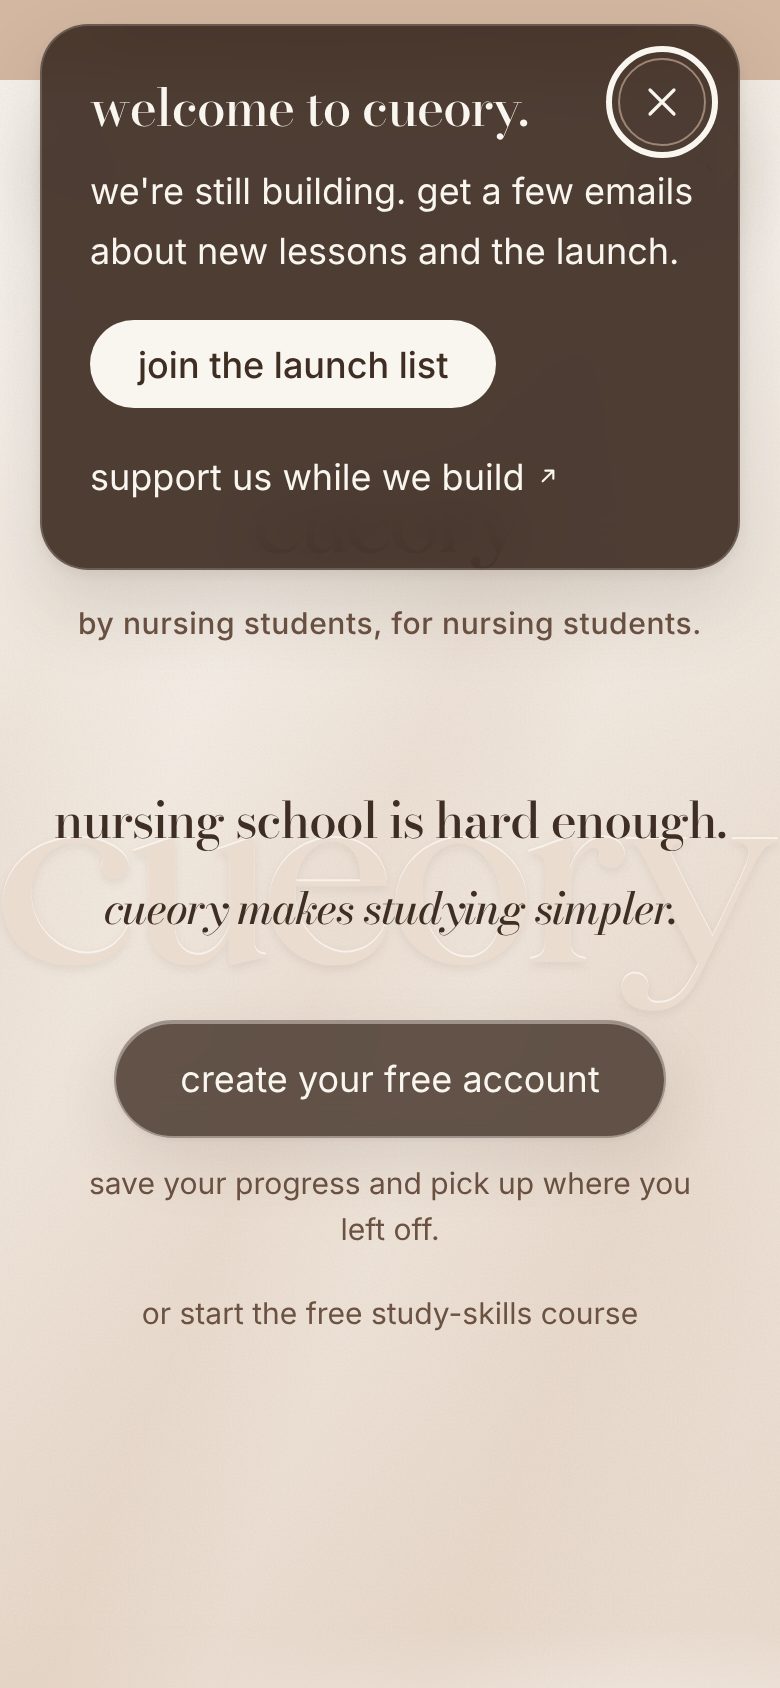 welcome to cueory.
we're still building. get a few emails
about new lessons and the launch.
join the launch list
support us while we build ↗
cueory
by nursing students, for nursing students.
nursing school is hard enough.
cueory
cueory makes studying simpler.
create your free account
save your progress and pick up where you
left off.
or start the free study-skills course